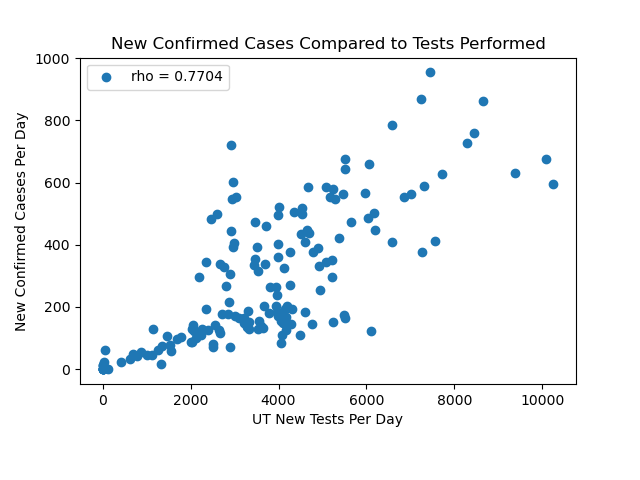 New Confirmed Cases Compared to Tests Performed
rho = 0.7704
New Confirmed Caeses Per Day
1000
800
600
400
200
0
0 2000 4000 6000 8000 10000
UT New Tests Per Day